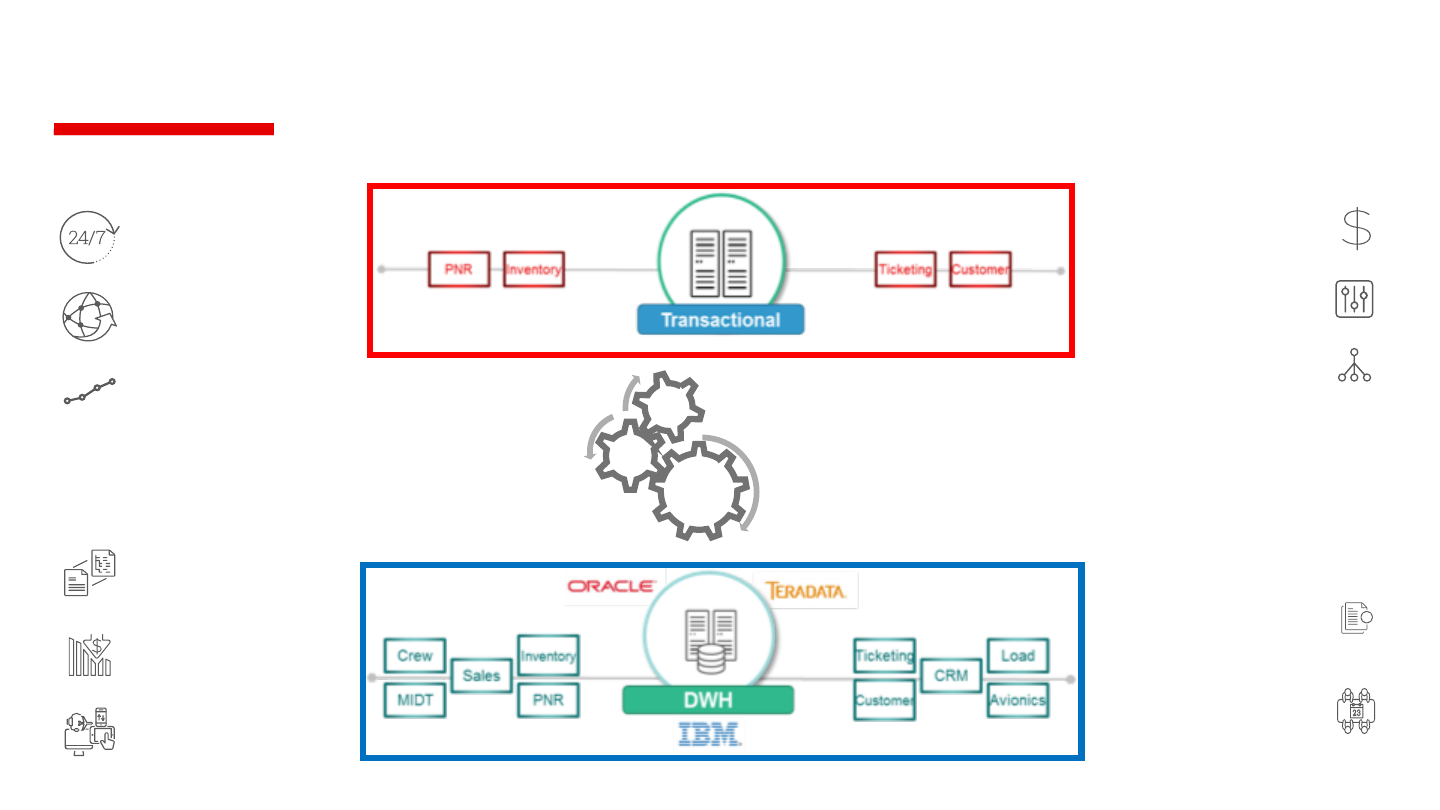 24/7
$
PNR
Inventory
Ticketing
Customer
Transactional
ORACLE
TERADATA
Crew
Sales
Inventory
MIDT
PNR
DWH
IBM
Ticketing
CRM
Load
Customer
Avionics
$
23